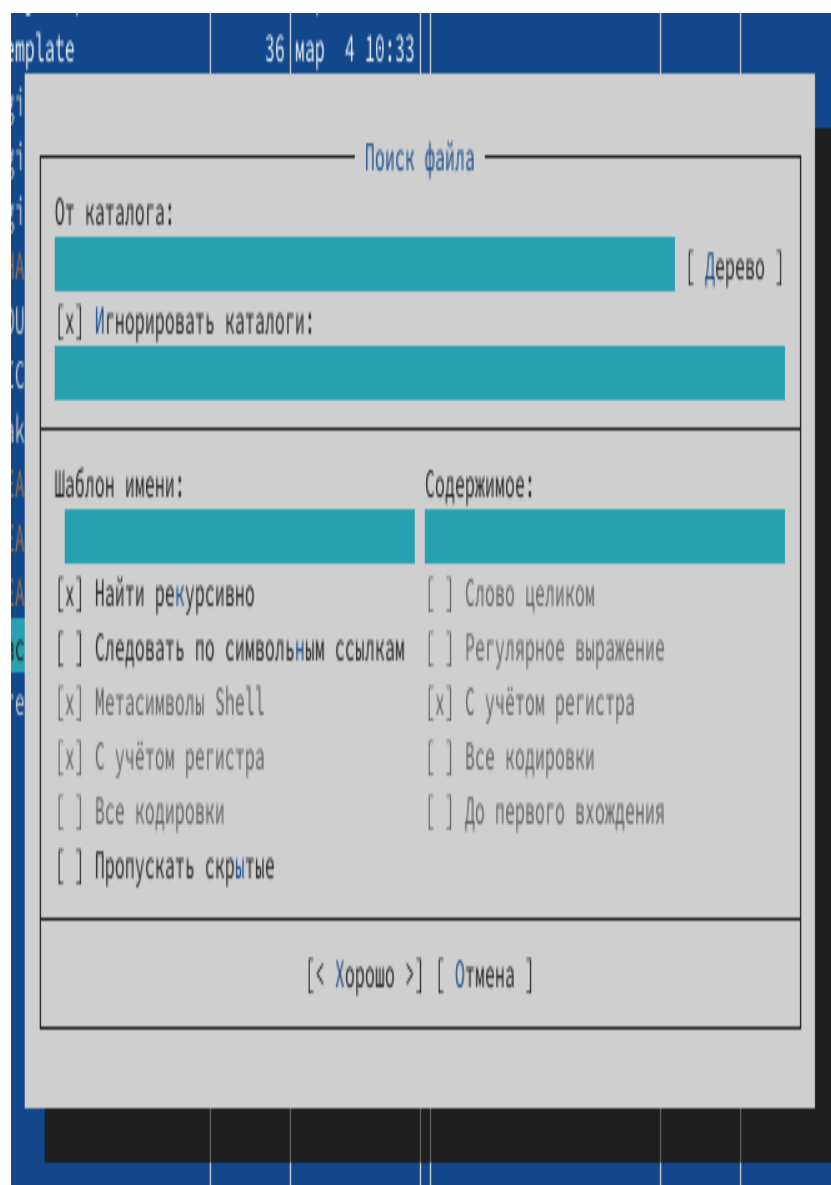 36 мар 4 10:33
Поиск файла
От каталога:
[ Дерево ]
[x] Игнорировать каталоги:
Шаблон имени: Содержимое:
[x] Найти рекурсивно [ ] Слово целиком
[ ] Следовать по символьным ссылкам [ ] Регулярное выражение
[x] Метасимволы Shell [x] С учётом регистра
[x] С учётом регистра [ ] Все кодировки
[ ] Все кодировки [ ] До первого вхождения
[ ] Пропускать скрытые
[< Хорошо >] [ Отмена ]